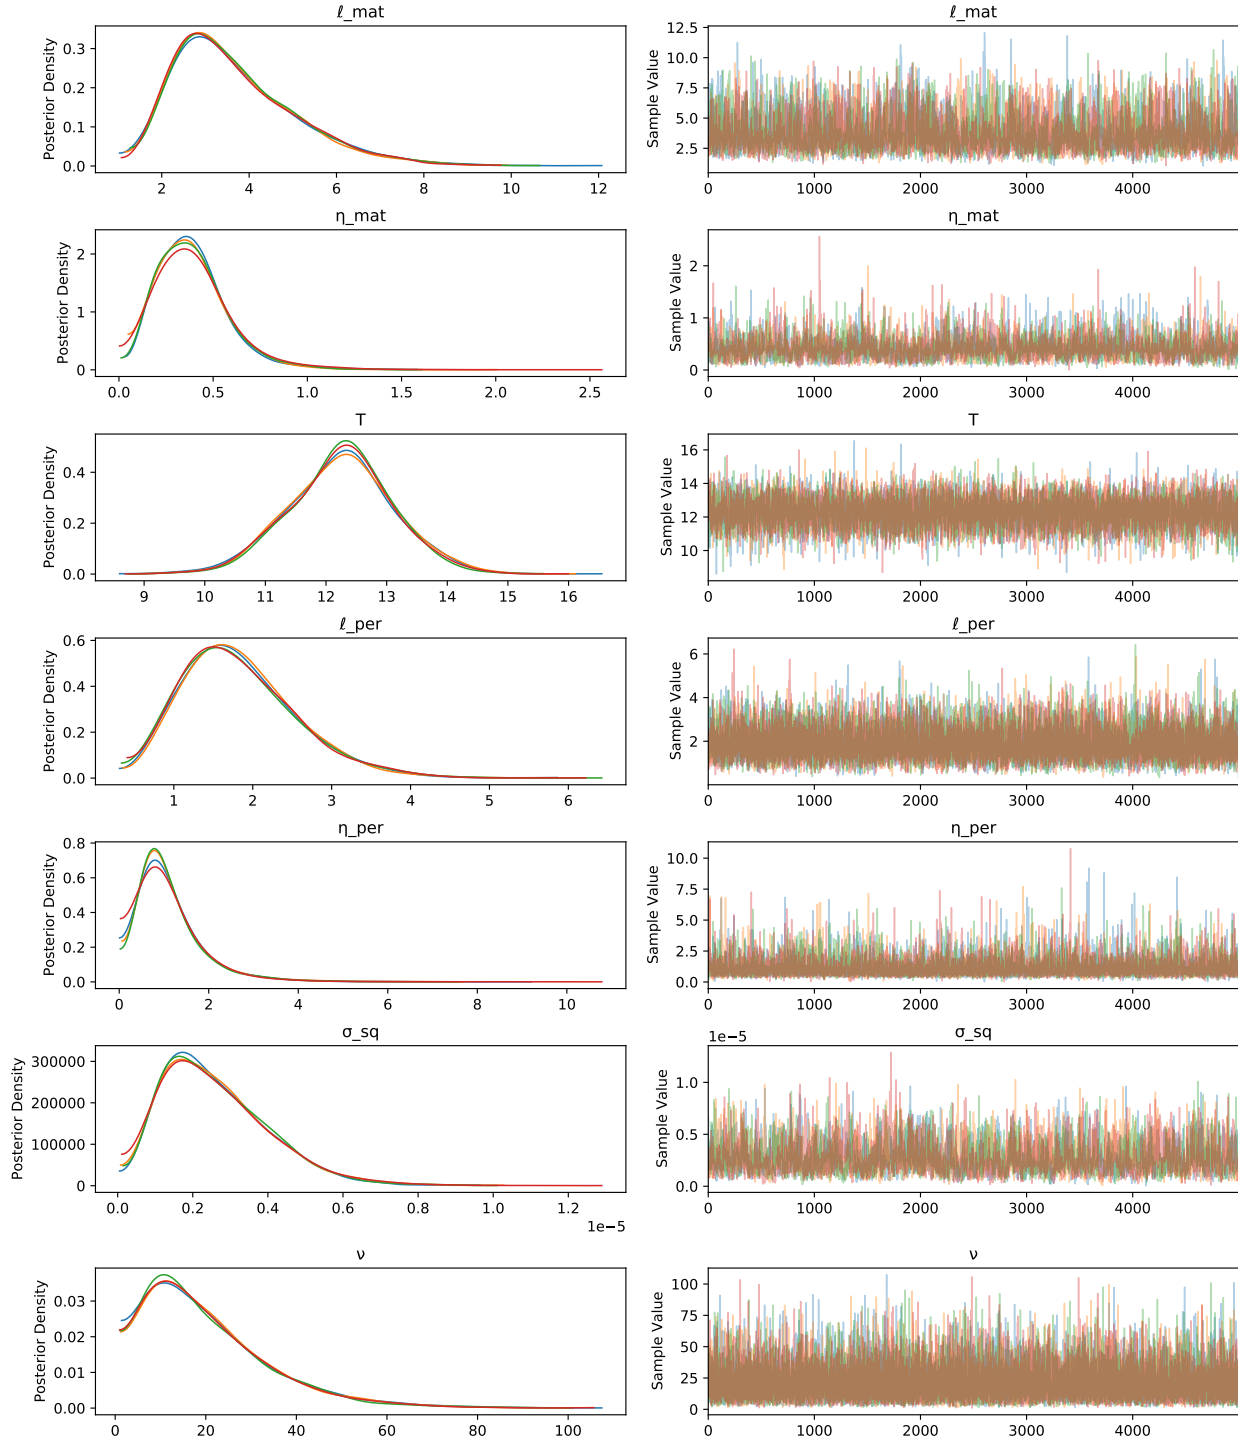 ℓ_mat ℓ_mat
Posterior Density
0.3
0.2
0.1
0.0
2 4 6 8 10 12
Sample Value
12.5
10.0
7.5
5.0
2.5
0 1000 2000 3000 4000
η_mat η_mat
Posterior Density
2
1
0
0.0 0.5 1.0 1.5 2.0 2.5
Sample Value
2
1
0
0 1000 2000 3000 4000
T T
Posterior Density
0.4
0.2
0.0
9 10 11 12 13 14 15 16
Sample Value
16
14
12
10
0 1000 2000 3000 4000
ℓ_per ℓ_per
Posterior Density
0.6
0.4
0.2
0.0
1 2 3 4 5 6
Sample Value
6
4
2
0 1000 2000 3000 4000
η_per η_per
Posterior Density
0.8
0.6
0.4
0.2
0.0
0 2 4 6 8 10
Sample Value
10.0
7.5
5.0
2.5
0.0
0 1000 2000 3000 4000
σ_sq σ_sq
Posterior Density
300000
200000
100000
0
0.0 0.2 0.4 0.6 0.8 1.0 1.2
1e−5
1e−5
Sample Value
1.0
0.5
0.0
0 1000 2000 3000 4000
ν ν
Posterior Density
0.03
0.02
0.01
0.00
0 20 40 60 80 100
Sample Value
100
75
50
25
0
0 1000 2000 3000 4000